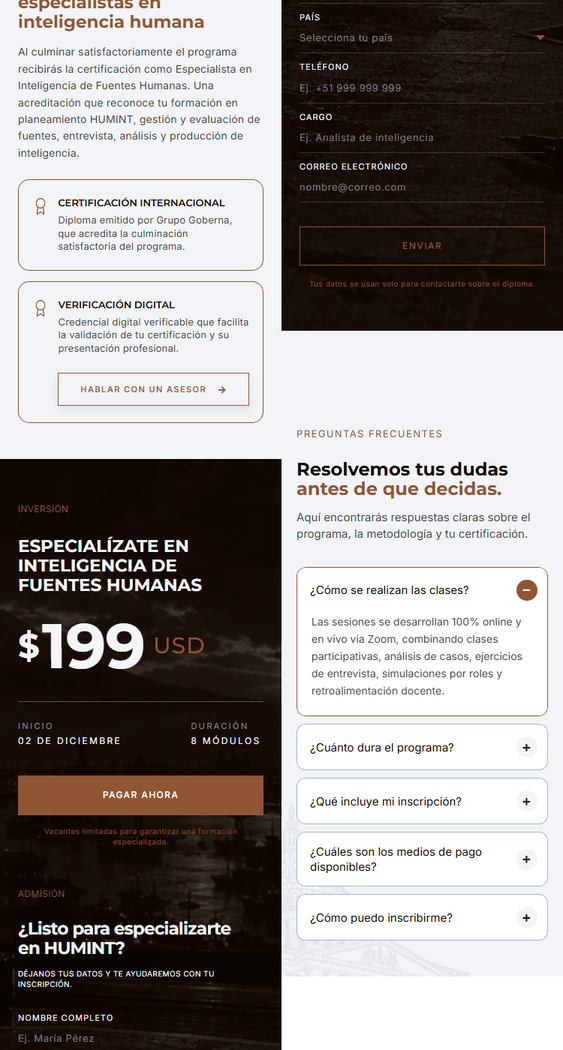 especialistas en
inteligencia humana
Al culminar satisfactoriamente el programa
recibirás la certificación como Especialista en
Inteligencia de Fuentes Humanas. Una
acreditación que reconoce tu formación en
planeamiento HUMINT, gestión y evaluación de
fuentes, entrevista, análisis y producción de
inteligencia.
CERTIFICACIÓN INTERNACIONAL
Diploma emitido por Grupo Goberna,
que acredita la culminación
satisfactoria del programa.
VERIFICACIÓN DIGITAL
Credencial digital verificable que facilita
la validación de tu certificación y su
presentación profesional.
HABLAR CON UN ASESOR →
INVERSIÓN
ESPECIALÍZATE EN
INTELIGENCIA DE
FUENTES HUMANAS
$199 USD
INICIO
02 DE DICIEMBRE
DURACIÓN
8 MÓDULOS
PAGAR AHORA
Vacantes limitadas para garantizar una formación
especializada.
ADMISIÓN
¿Listo para especializarte
en HUMINT?
DÉJANOS TUS DATOS Y TE AYUDAREMOS CON TU
INSCRIPCIÓN.
NOMBRE COMPLETO
Ej. María Pérez
PAÍS
Selecciona tu país
TELÉFONO
Ej. +51 999 999 999
CARGO
Ej. Analista de inteligencia
CORREO ELECTRÓNICO
nombre@correo.com
ENVIAR
Tus datos se usan solo para contactarte sobre el diploma.
PREGUNTAS FRECUENTES
Resolvemos tus dudas
antes de que decidas.
Aquí encontrarás respuestas claras sobre el
programa, la metodología y tu certificación.
¿Cómo se realizan las clases?
Las sesiones se desarrollan 100% online y
en vivo vía Zoom, combinando clases
participativas, análisis de casos, ejercicios
de entrevista, simulaciones por roles y
retroalimentación docente.
¿Cuánto dura el programa?
¿Qué incluye mi inscripción?
¿Cuáles son los medios de pago
disponibles?
¿Cómo puedo inscribirme?